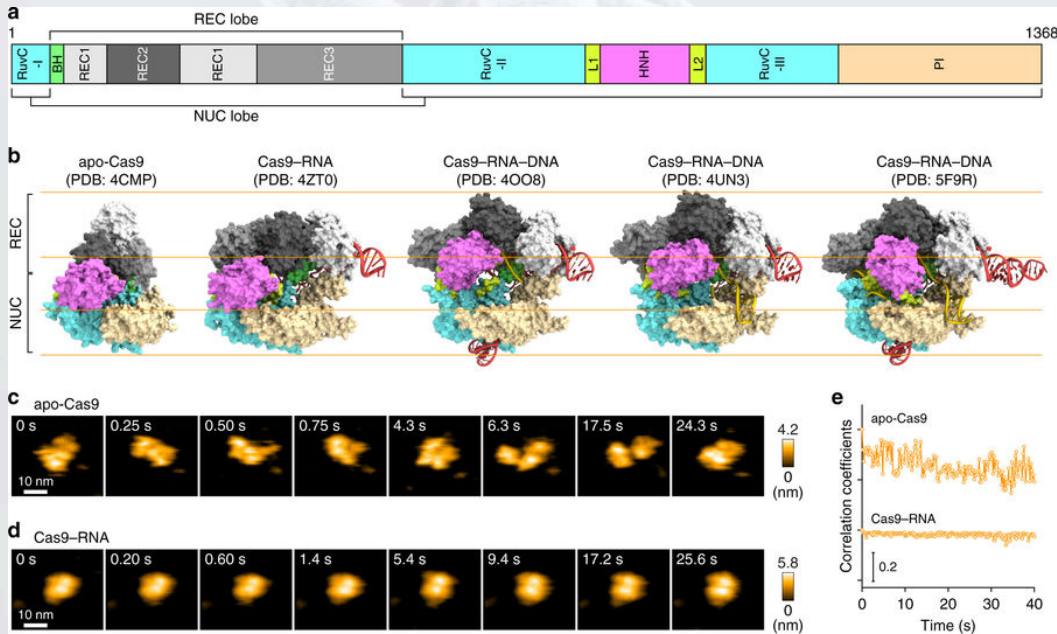 a
1
REC lobe
1368
RuvC
-I
BH
REC1
REC2
REC1
REC3
RuvC
-II
L1
HNH
L2
RuvC
-III
PI
NUC lobe
b
apo-Cas9
(PDB: 4CMP)
Cas9–RNA
(PDB: 4ZT0)
Cas9–RNA–DNA
(PDB: 4OO8)
Cas9–RNA–DNA
(PDB: 4UN3)
Cas9–RNA–DNA
(PDB: 5F9R)
REC
NUC
c
apo-Cas9
0 s
0.25 s
0.50 s
0.75 s
4.3 s
6.3 s
17.5 s
24.3 s
10 nm
4.2
0
(nm)
d
Cas9–RNA
0 s
0.20 s
0.60 s
1.4 s
5.4 s
9.4 s
17.2 s
25.6 s
10 nm
5.8
0
(nm)
e
apo-Cas9
Cas9–RNA
0.2
Correlation coefficients
0 10 20 30 40
Time (s)